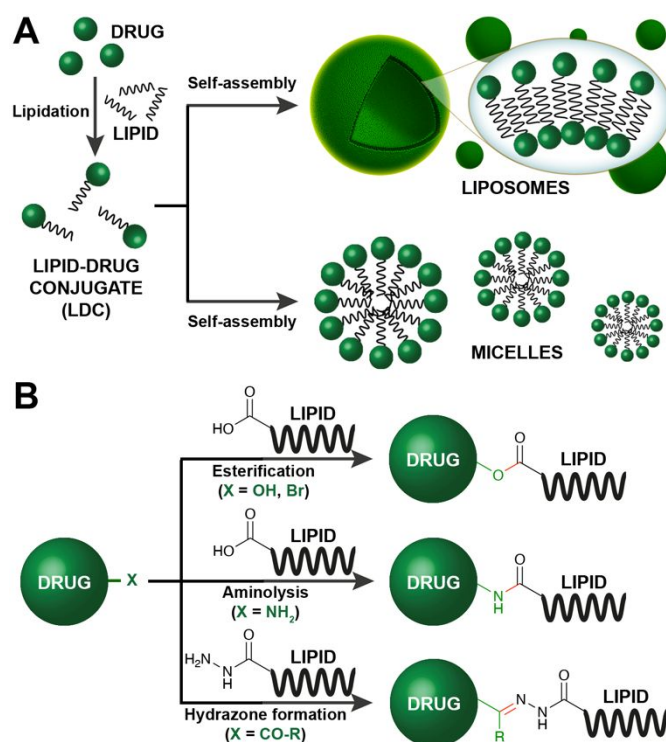 A
DRUG
Lipidation
LIPID
LIPID-DRUG
CONJUGATE
(LDC)
Self-assembly
LIPOSOMES
Self-assembly
MICELLES
B
DRUG
X
O
HO
LIPID
Esterification
(X = OH, Br)
DRUG
O
O
LIPID
O
HO
LIPID
Aminolysis
(X = NH₂)
DRUG
N
H
O
LIPID
H₂N
N
H
O
LIPID
Hydrazone formation
(X = CO-R)
DRUG
R
N
N
H
O
LIPID